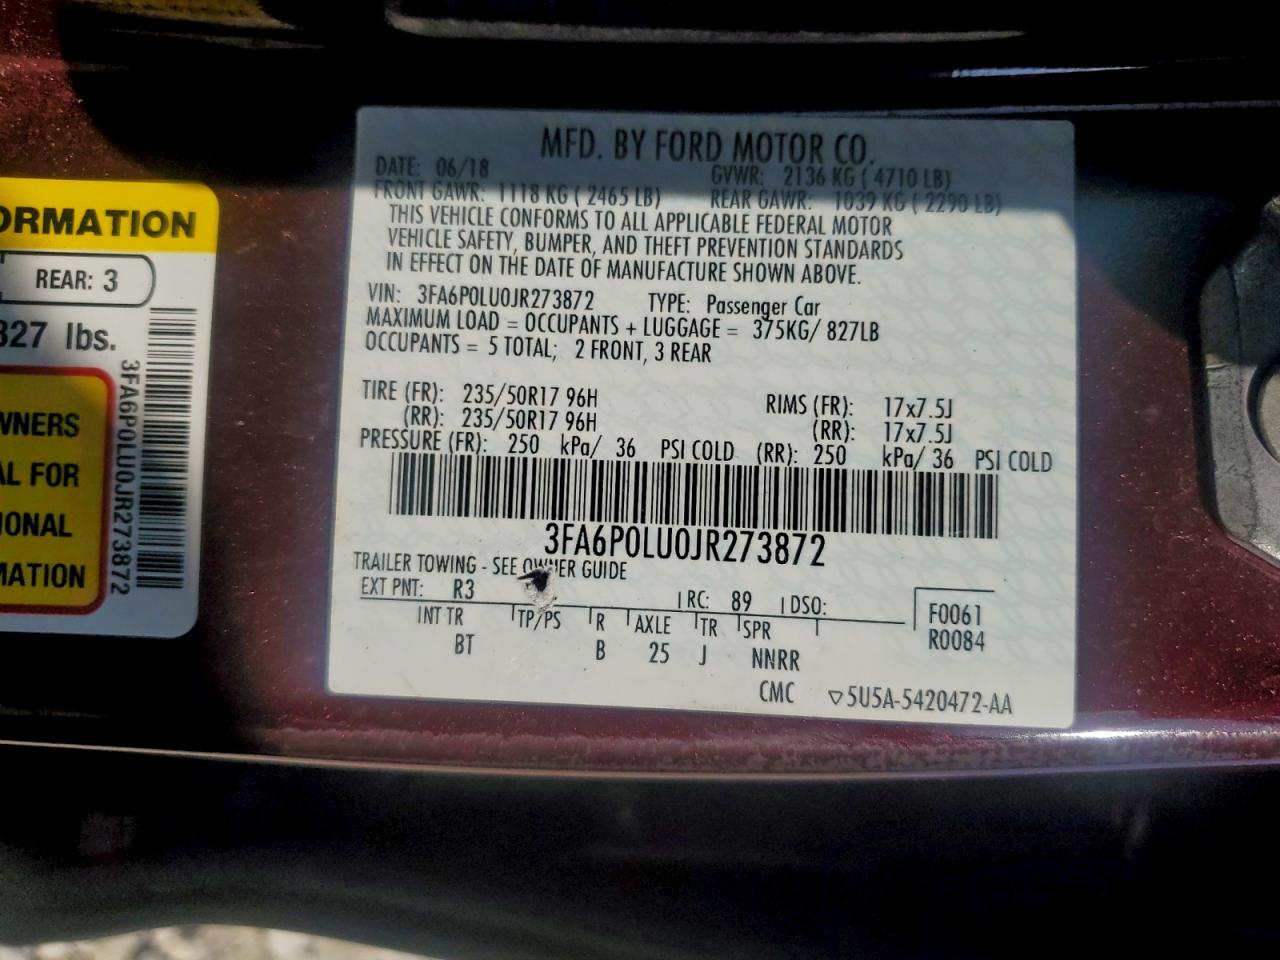 ORMATION
REAR: 3
827 lbs.
WNERS
AL FOR
IONAL
MATION
3FA6P0LU0JR273872
MFD. BY FORD MOTOR CO.
DATE: 06/18 GVWR: 2136 KG ( 4710 LB)
FRONT GAWR: 1118 KG ( 2465 LB) REAR GAWR: 1039 KG ( 2290 LB)
THIS VEHICLE CONFORMS TO ALL APPLICABLE FEDERAL MOTOR
VEHICLE SAFETY, BUMPER, AND THEFT PREVENTION STANDARDS
IN EFFECT ON THE DATE OF MANUFACTURE SHOWN ABOVE.
VIN: 3FA6P0LU0JR273872 TYPE: Passenger Car
MAXIMUM LOAD = OCCUPANTS + LUGGAGE = 375KG/ 827LB
OCCUPANTS = 5 TOTAL; 2 FRONT, 3 REAR
TIRE (FR): 235/50R17 96H RIMS (FR): 17x7.5J
(RR): 235/50R17 96H (RR): 17x7.5J
PRESSURE (FR): 250 kPa/ 36 PSI COLD (RR): 250 kPa/ 36 PSI COLD
3FA6P0LU0JR273872
TRAILER TOWING - SEE OWNER GUIDE
EXT PNT: R3 RC: 89 DSO: F0061
INT TR TP/PS R AXLE TR SPR R0084
BT B 25 J NNRR
CMC ▽5U5A-5420472-AA